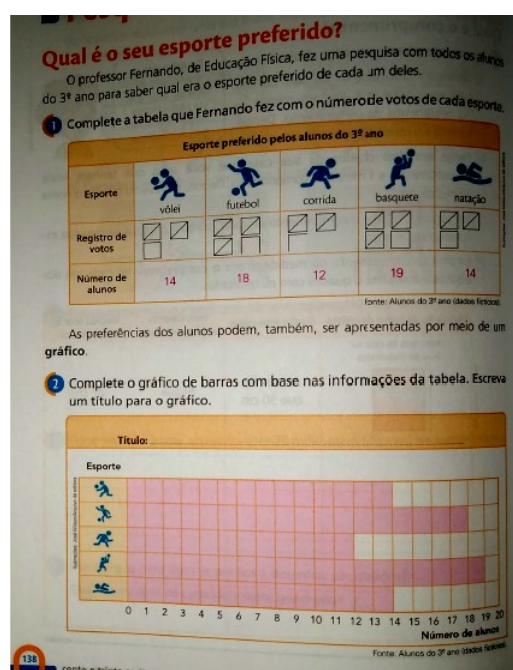 Qual é o seu esporte preferido?
O professor Fernando, de Educação Física, fez uma pesquisa com todos os alunos
do 3º ano para saber qual era o esporte preferido de cada um deles.
1 Complete a tabela que Fernando fez com o número de votos de cada esporte.
Esporte preferido pelos alunos do 3º ano
Esporte vôlei futebol corrida basquete natação
Registro de votos
Número de alunos 14 18 12 19 14
Fonte: Alunos do 3º ano (dados fictícios)
As preferências dos alunos podem, também, ser apresentadas por meio de um
gráfico.
2 Complete o gráfico de barras com base nas informações da tabela. Escreva
um título para o gráfico.
Título:
Esporte
0 1 2 3 4 5 6 7 8 9 10 11 12 13 14 15 16 17 18 19 20
Número de alunos
Fonte: Alunos do 3º ano (dados fictícios)
138